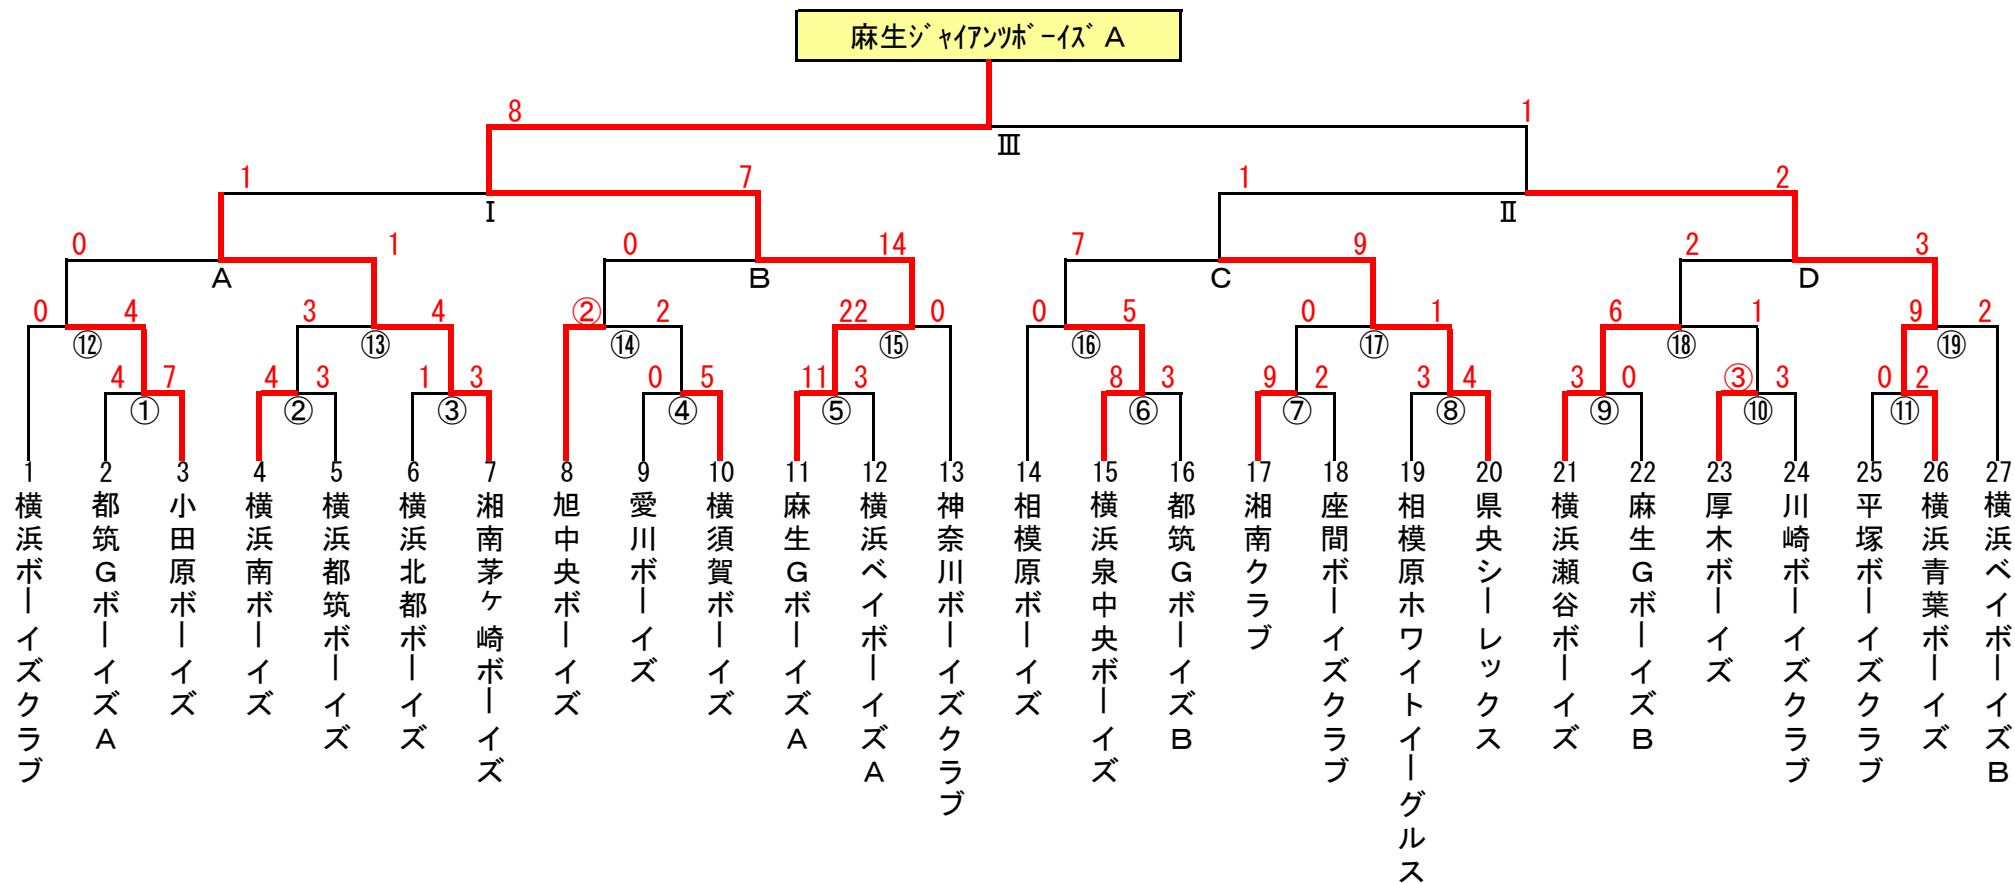 麻生ｼﾞｬｲｱﾝﾂﾎﾞｰｲｽﾞ A
8 1
Ⅲ
1 7 1 2
Ⅰ Ⅱ
0 1 0 14 7 9 2 3
A B C D
0 4 3 4 ② 2 22 0 0 5 0 1 6 1 9 2
⑫ ⑬ ⑭ ⑮ ⑯ ⑰ ⑱ ⑲
4 7 4 3 1 3 0 5 11 3 8 3 9 2 3 4 3 0 ③ 3 0 2
① ② ③ ④ ⑤ ⑥ ⑦ ⑧ ⑨ ⑩ ⑪
1 2 3 4 5 6 7 8 9 10 11 12 13 14 15 16 17 18 19 20 21 22 23 24 25 26 27
横浜ボーイズクラブ
都筑GボーイズA
小田原ボーイズ
横浜南ボーイズ
横浜都筑ボーイズ
横浜北都ボーイズ
湘南茅ケ崎ボーイズ
旭中央ボーイズ
愛川ボーイズ
横須賀ボーイズ
麻生GボーイズA
横浜ベイボーイズA
神奈川ボーイズクラブ
相模原ボーイズ
横浜泉中央ボーイズ
都筑GボーイズB
湘南クラブ
座間ボーイズクラブ
相模原ホワイトイーグルス
県央シーレックス
横浜瀬谷ボーイズ
麻生GボーイズB
厚木ボーイズ
川崎ボーイズクラブ
平塚ボーイズクラブ
横浜青葉ボーイズ
横浜ベイボーイズB